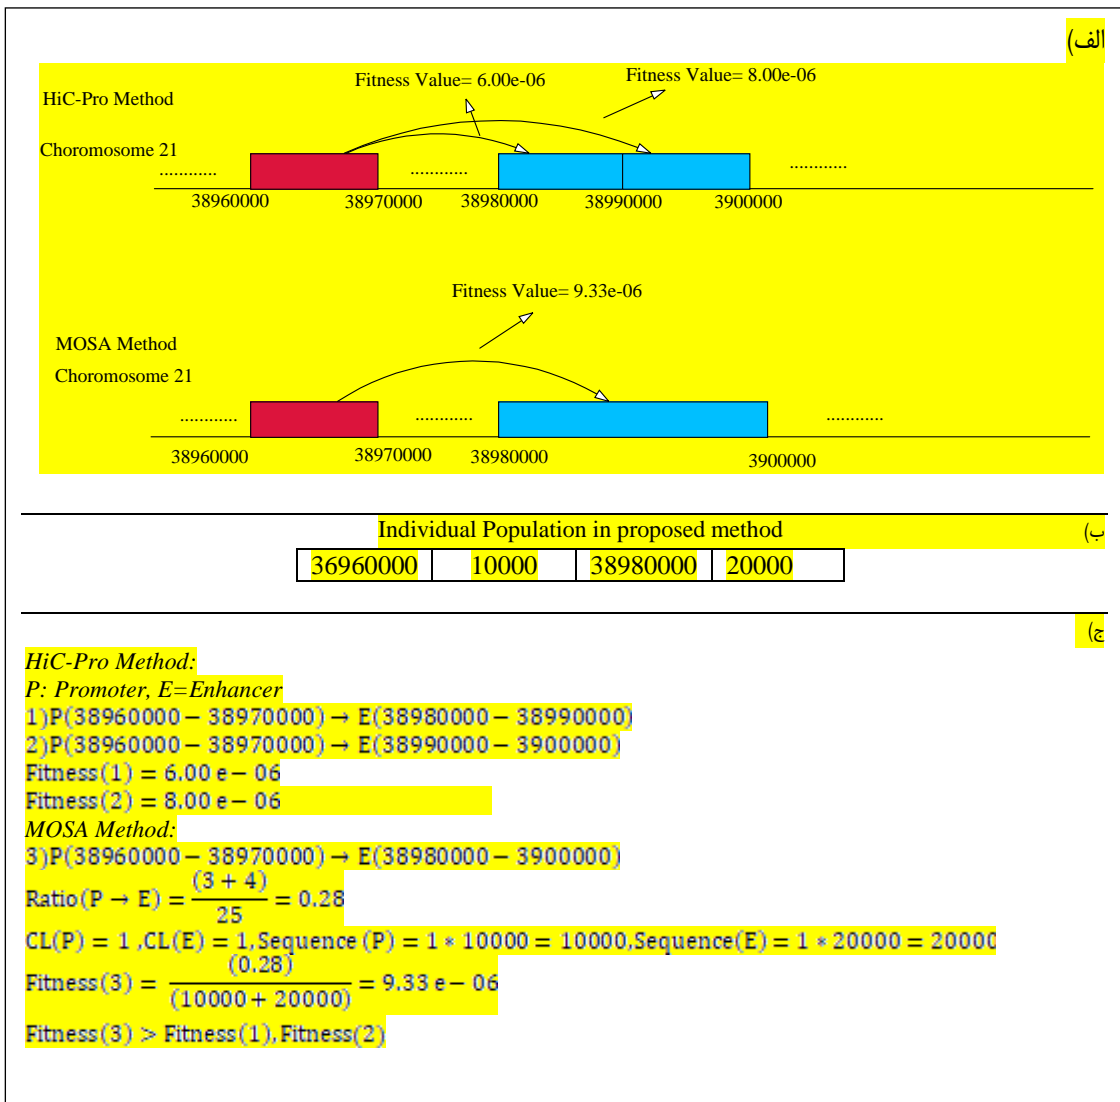 الف)
Fitness Value= 6.00e-06
Fitness Value= 8.00e-06
HiC-Pro Method
Choromosome 21
............
............
............
38960000
38970000
38980000
38990000
3900000
Fitness Value= 9.33e-06
MOSA Method
Choromosome 21
............
............
............
38960000
38970000
38980000
3900000
ب)
Individual Population in proposed method
36960000 10000 38980000 20000
ج)
HiC-Pro Method:
P: Promoter, E=Enhancer
1)P(38960000 − 38970000) → E(38980000 − 38990000)
2)P(38960000 − 38970000) → E(38990000 − 3900000)
Fitness(1) = 6.00 e − 06
Fitness(2) = 8.00 e − 06
MOSA Method:
3)P(38960000 − 38970000) → E(38980000 − 3900000)
Ratio(P → E) = (3 + 4) / 25 = 0.28
CL(P) = 1 ,CL(E) = 1,Sequence (P) = 1 * 10000 = 10000,Sequence(E) = 1 * 20000 = 20000
Fitness(3) = (0.28) / (10000 + 20000) = 9.33 e − 06
Fitness(3) > Fitness(1),Fitness(2)